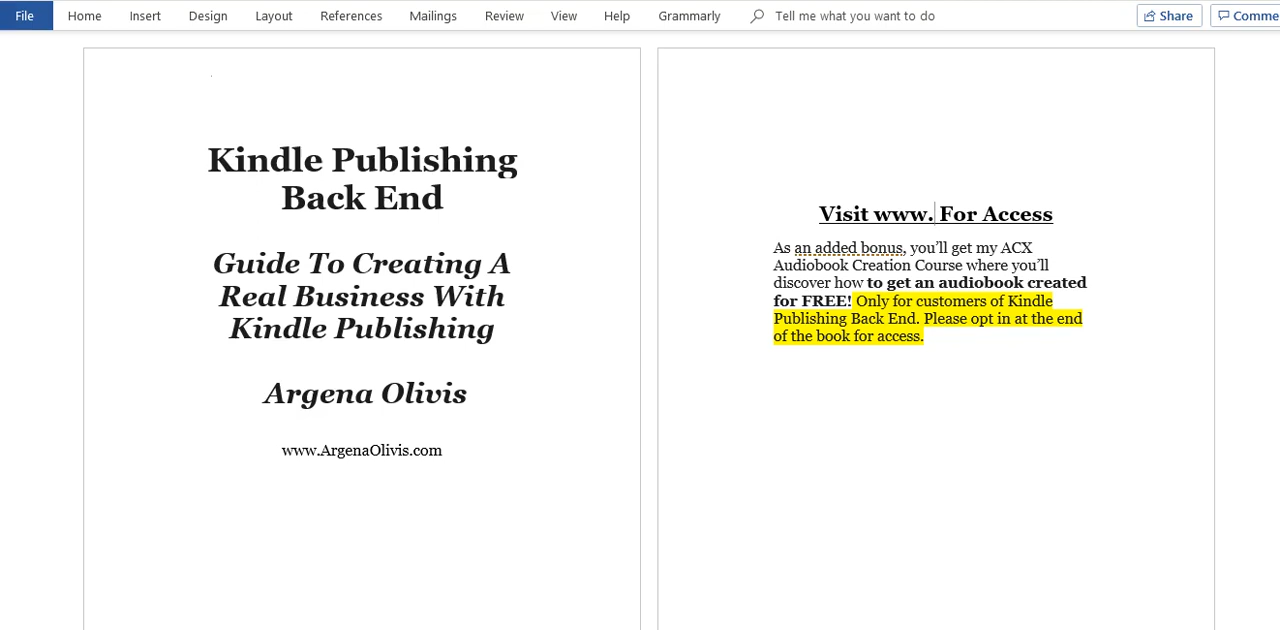 File Home Insert Design Layout References Mailings Review View Help Grammarly Tell me what you want to do Share
Kindle Publishing
Back End
Guide To Creating A
Real Business With
Kindle Publishing
Argena Olivis
www.ArgenaOlivis.com
Visit www. For Access
As an added bonus, you’ll get my ACX
Audiobook Creation Course where you’ll
discover how to get an audiobook created
for FREE! Only for customers of Kindle
Publishing Back End. Please opt in at the end
of the book for access.